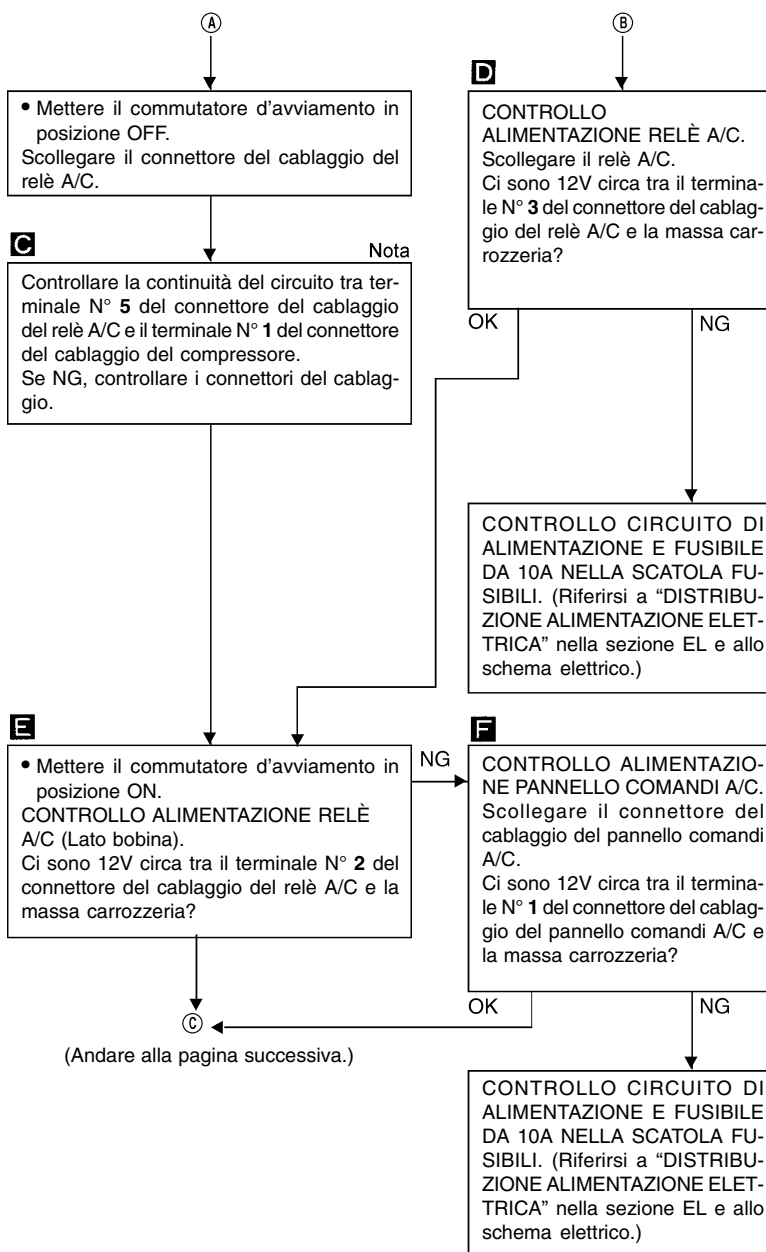 A
• Mettere il commutatore d'avviamento in
posizione OFF.
Scollegare il connettore del cablaggio del
relè A/C.
C
Nota
Controllare la continuità del circuito tra ter-
minale N° 5 del connettore del cablaggio
del relè A/C e il terminale N° 1 del connettore
del cablaggio del compressore.
Se NG, controllare i connettori del cablag-
gio.
B
D
CONTROLLO
ALIMENTAZIONE RELÈ A/C.
Scollegare il relè A/C.
Ci sono 12V circa tra il termina-
le N° 3 del connettore del cablag-
gio del relè A/C e la massa car-
rozzeria?
OK
NG
CONTROLLO CIRCUITO DI
ALIMENTAZIONE E FUSIBILE
DA 10A NELLA SCATOLA FU-
SIBILI. (Riferirsi a “DISTRIBU-
ZIONE ALIMENTAZIONE ELET-
TRICA” nella sezione EL e allo
schema elettrico.)
E
• Mettere il commutatore d'avviamento in
posizione ON.
CONTROLLO ALIMENTAZIONE RELÈ
A/C (Lato bobina).
Ci sono 12V circa tra il terminale N° 2 del
connettore del cablaggio del relè A/C e la
massa carrozzeria?
NG
C
(Andare alla pagina successiva.)
F
CONTROLLO ALIMENTAZIO-
NE PANNELLO COMANDI A/C.
Scollegare il connettore del
cablaggio del pannello comandi
A/C.
Ci sono 12V circa tra il termina-
le N° 1 del connettore del cablag-
gio del pannello comandi A/C e
la massa carrozzeria?
OK
NG
CONTROLLO CIRCUITO DI
ALIMENTAZIONE E FUSIBILE
DA 10A NELLA SCATOLA FU-
SIBILI. (Riferirsi a “DISTRIBU-
ZIONE ALIMENTAZIONE ELET-
TRICA” nella sezione EL e allo
schema elettrico.)